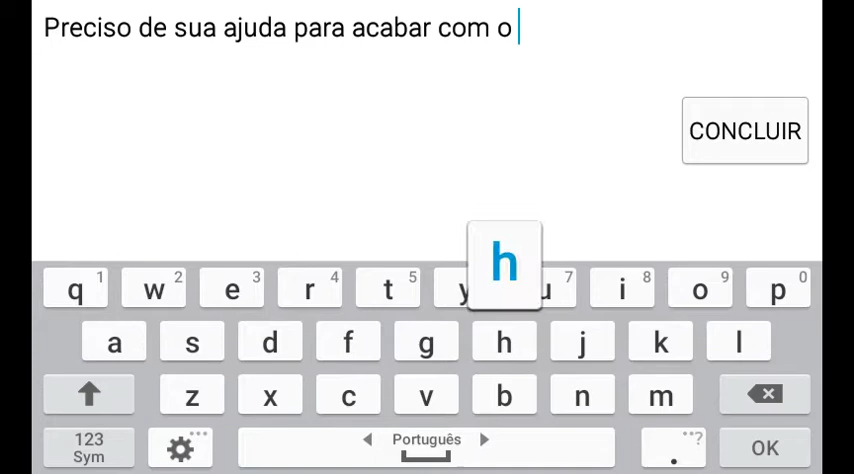 Preciso de sua ajuda para acabar com o
CONCLUIR
h
q 1 w 2 e 3 r 4 t 5 y u 7 i 8 o 9 p 0
a s d f g h j k l
z x c v b n m
123 Sym Português . ? OK